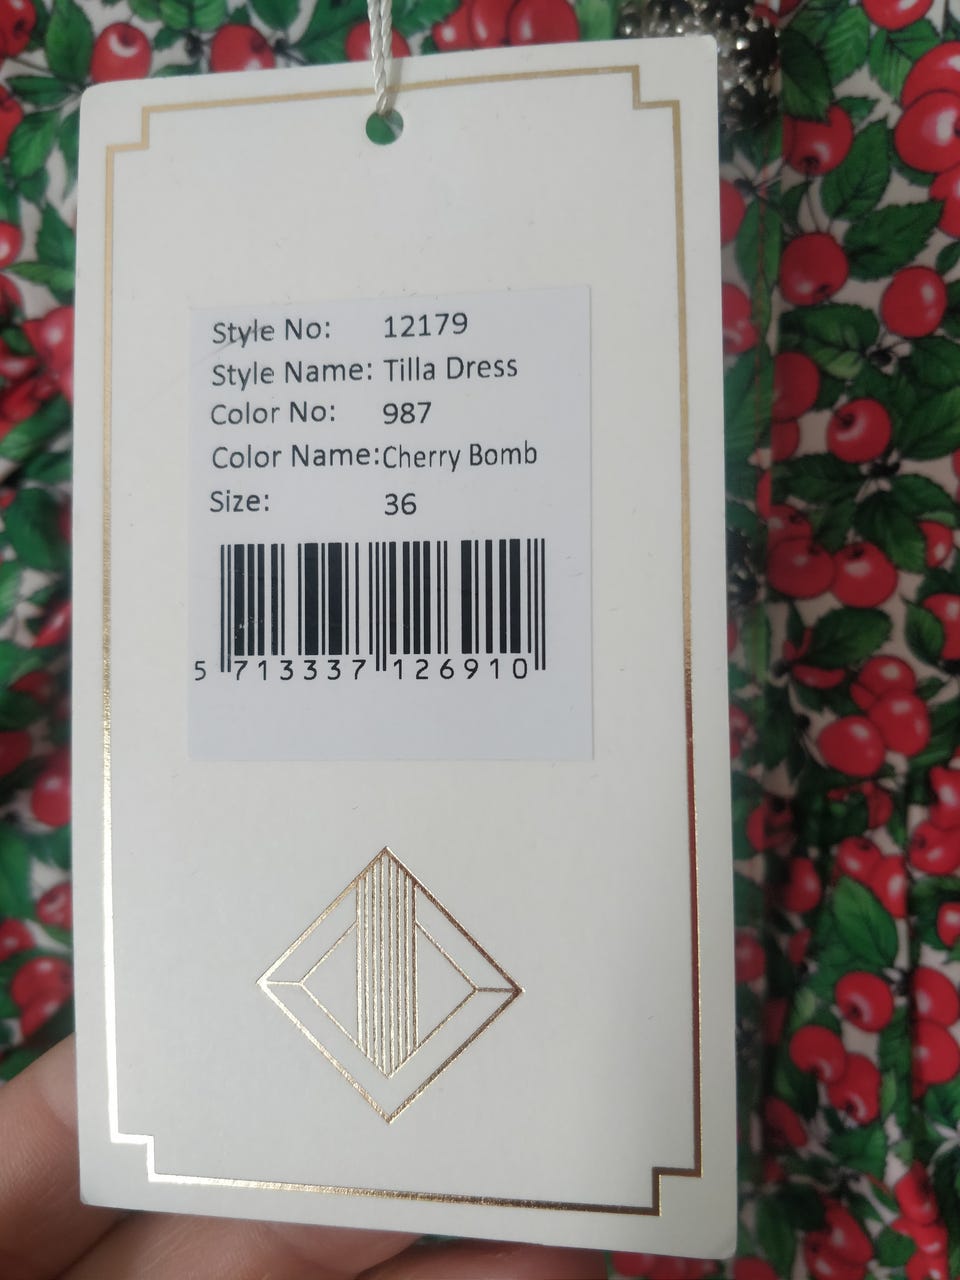 Style No: 12179
Style Name: Tilla Dress
Color No: 987
Color Name:Cherry Bomb
Size: 36
5 713337 126910